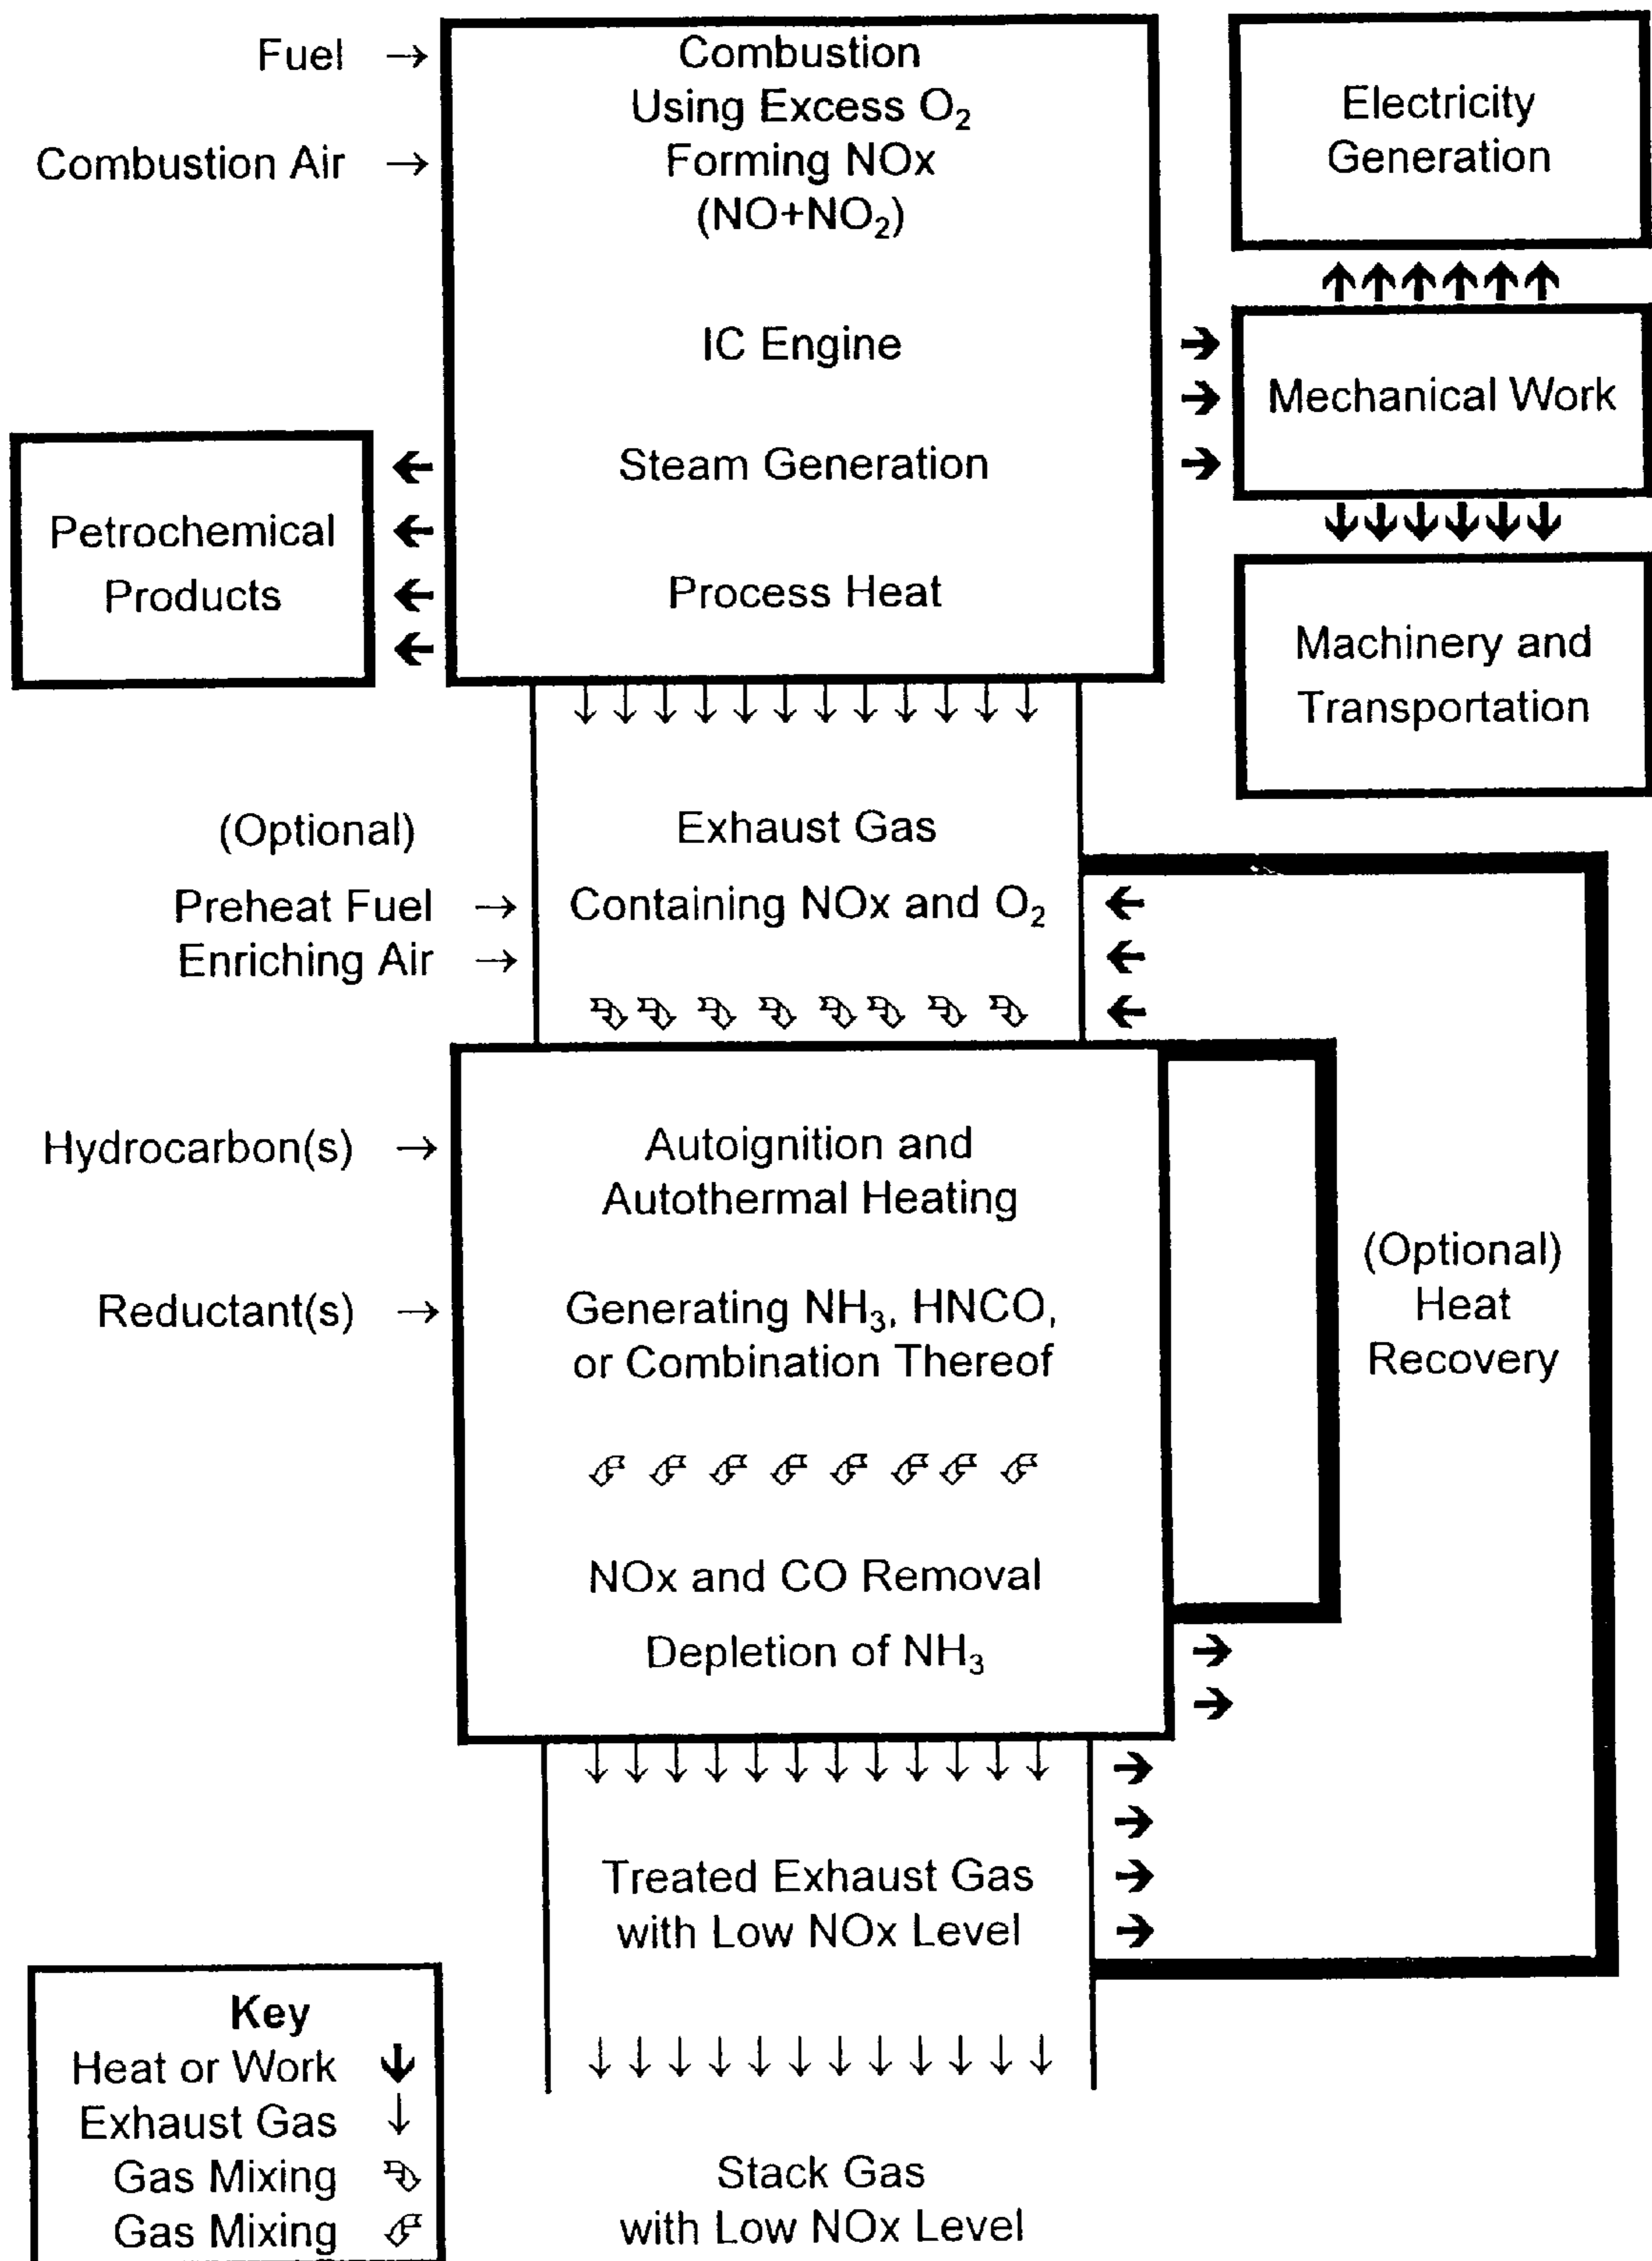 Fuel →
Combustion Air →
Combustion
Using Excess O₂
Forming NOx
(NO+NO₂)
IC Engine
Steam Generation
Process Heat
Electricity
Generation
Mechanical Work
Machinery and
Transportation
Petrochemical
Products
(Optional)
Preheat Fuel →
Enriching Air →
Exhaust Gas
Containing NOx and O₂
Hydrocarbon(s) →
Reductant(s) →
Autoignition and
Autothermal Heating
Generating NH₃, HNCO,
or Combination Thereof
NOx and CO Removal
Depletion of NH₃
(Optional)
Heat
Recovery
Treated Exhaust Gas
with Low NOx Level
Stack Gas
with Low NOx Level
Key
Heat or Work
Exhaust Gas
Gas Mixing
Gas Mixing